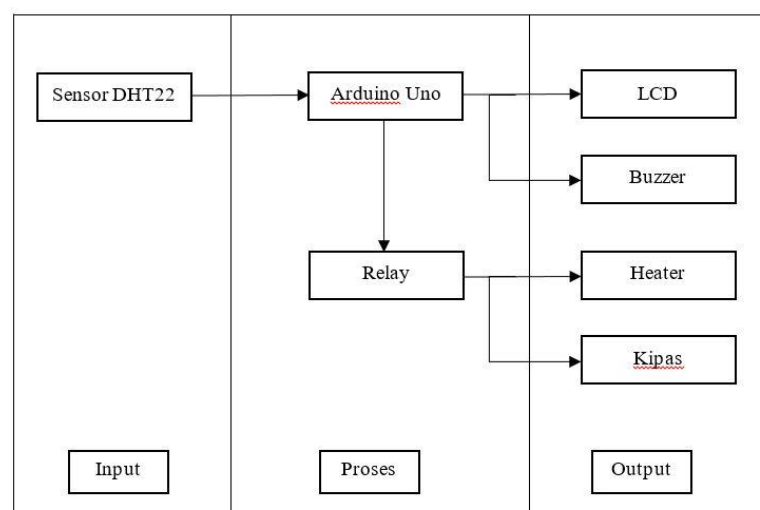 Sensor DHT22
Arduino Uno
LCD
Buzzer
Relay
Heater
Kipas
Input
Proses
Output